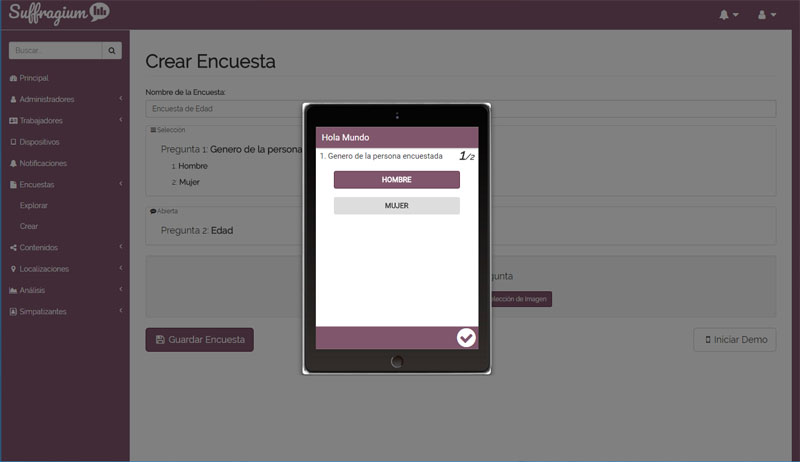 Suffragium
Buscar...
Principal
Administradores
Trabajadores
Dispositivos
Notificaciones
Encuestas
Explorar
Crear
Contenidos
Localizaciones
Análisis
Simpatizantes
Crear Encuesta
Nombre de la Encuesta:
Encuesta de Edad
Selección
Pregunta 1: Genero de la persona
1. Hombre
2. Mujer
Abierta
Pregunta 2: Edad
Selección de Imagen
Guardar Encuesta
Iniciar Demo
Hola Mundo
1. Genero de la persona encuestada 1/2
HOMBRE
MUJER